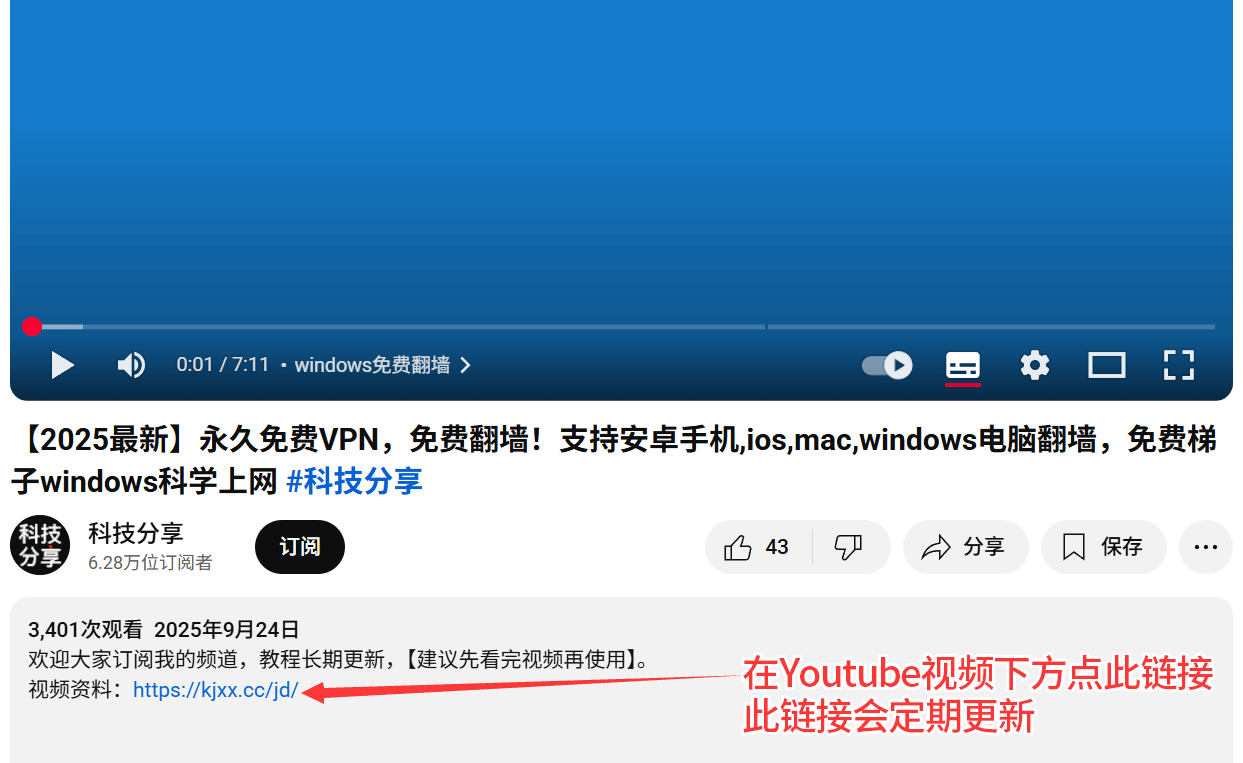 0:01 / 7:11 • windows免费翻墙
【2025最新】永久免费VPN，免费翻墙！支持安卓手机,ios,mac,windows电脑翻墙，免费梯
子windows科学上网 #科技分享
科技
分享
科技分享
6.28万位订阅者
订阅
43
分享
保存
3,401次观看 2025年9月24日
欢迎大家订阅我的频道，教程长期更新，【建议先看完视频再使用】。
视频资料：https://kjxx.cc/jd/
在Youtube视频下方点此链接
此链接会定期更新